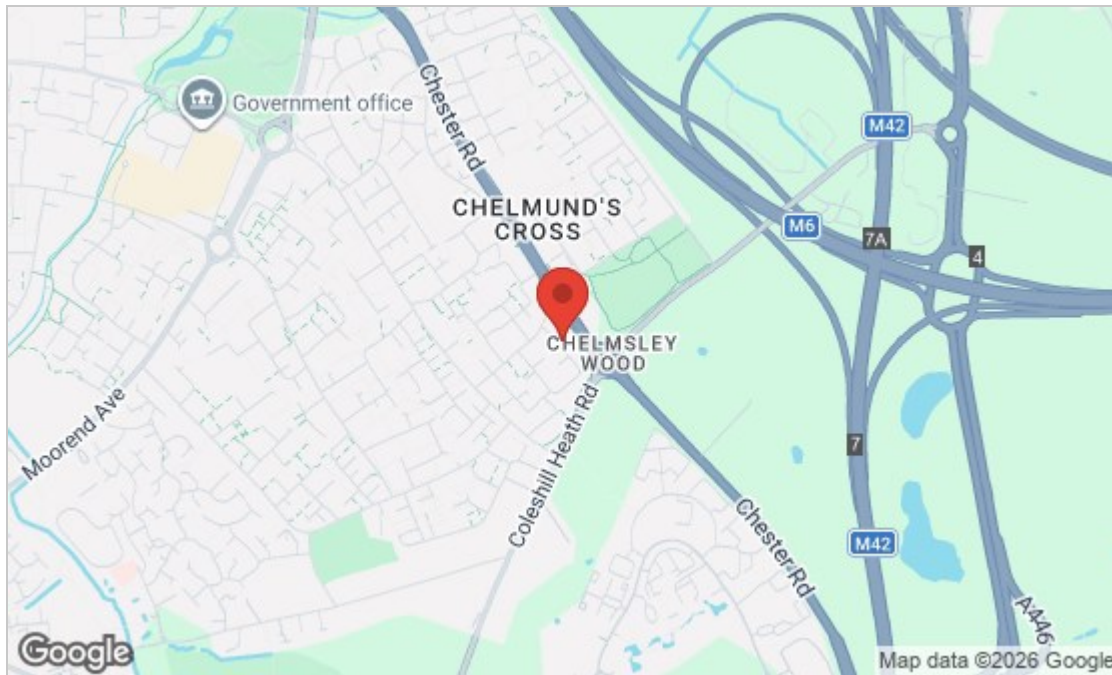 Government office
Chester Rd
M42
CHELMUND'S
CROSS
M6
7A
4
CHELMSLEY
WOOD
Moorend Ave
Coleshill Heath Rd
7
Chester Rd
M42
A446
Google
Map data ©2026 Google